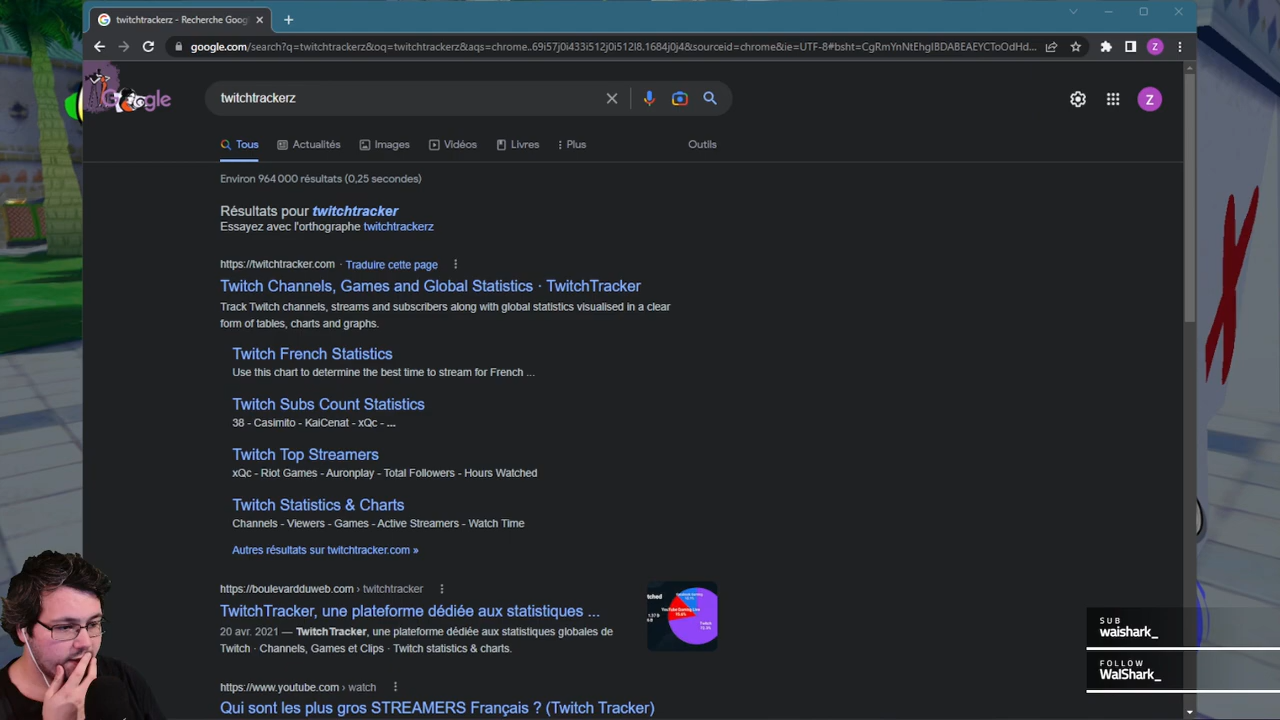 twitchtrackerz - Recherche Goog
google.com/search?q=twitchtrackerz&oq=twitchtrackerz&aqs=chrome..69i57j0i433i512j0i512l8.1684j0j4&sourceid=chrome&ie=UTF-8#bsht=CgRmYnNtEhgIBDABEAEYCToOdHd...
Z
Google
twitchtrackerz
Z
Tous
Actualités
Images
Vidéos
Livres
Plus
Outils
Environ 964 000 résultats (0,25 secondes)
Résultats pour twitchtracker
Essayez avec l'orthographe twitchtrackerz
https://twitchtracker.com · Traduire cette page
Twitch Channels, Games and Global Statistics · TwitchTracker
Track Twitch channels, streams and subscribers along with global statistics visualised in a clear
form of tables, charts and graphs.
Twitch French Statistics
Use this chart to determine the best time to stream for French ...
Twitch Subs Count Statistics
38 - Casimito - KaiCenat - xQc - ...
Twitch Top Streamers
xQc - Riot Games - Auronplay - Total Followers - Hours Watched
Twitch Statistics & Charts
Channels - Viewers - Games - Active Streamers - Watch Time
Autres résultats sur twitchtracker.com »
https://boulevardduweb.com › twitchtracker
TwitchTracker, une plateforme dédiée aux statistiques ...
20 avr. 2021 — TwitchTracker, une plateforme dédiée aux statistiques globales de
Twitch · Channels, Games et Clips · Twitch statistics & charts.
https://www.youtube.com › watch
Qui sont les plus gros STREAMERS Français ? (Twitch Tracker)
SUB
waishark_
FOLLOW
WalShark_